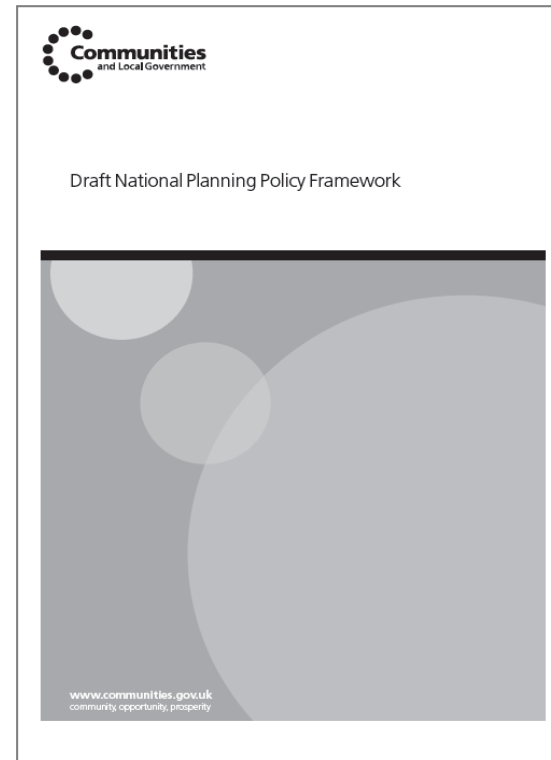 Communities
and Local Government
Draft National Planning Policy Framework
www.communities.gov.uk
community, opportunity, prosperity